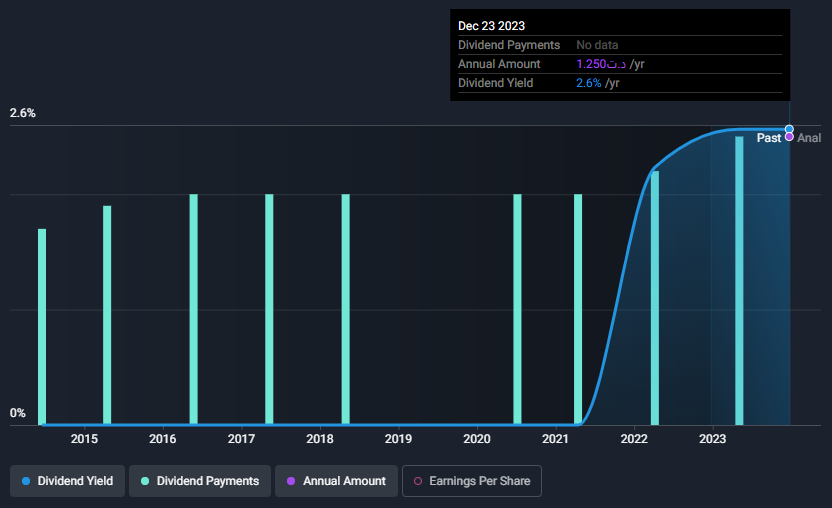 Dec 23 2023
Dividend Payments No data
Annual Amount 1.250د.ت /yr
Dividend Yield 2.6% /yr
2.6%
Past Anal
0%
2015 2016 2017 2018 2019 2020 2021 2022 2023
Dividend Yield Dividend Payments Annual Amount Earnings Per Share